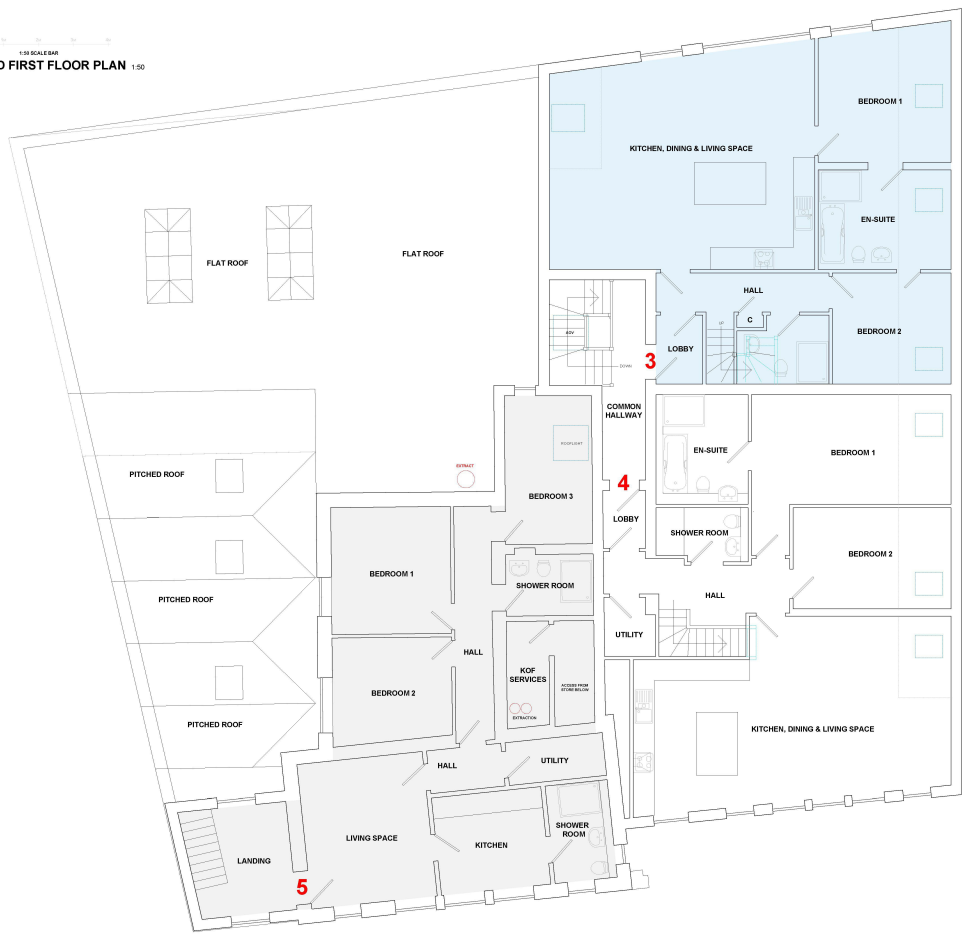 1:50 SCALE BAR
D FIRST FLOOR PLAN 1:50
BEDROOM 1
KITCHEN, DINING & LIVING SPACE
EN-SUITE
FLAT ROOF
FLAT ROOF
HALL
C
UP
AOV
BEDROOM 2
LOBBY
3
DOWN
COMMON
HALLWAY
ROOFLIGHT
EN-SUITE
BEDROOM 1
EXTRACT
PITCHED ROOF
4
BEDROOM 3
LOBBY
SHOWER ROOM
BEDROOM 2
BEDROOM 1
SHOWER ROOM
HALL
PITCHED ROOF
UTILITY
HALL
KOF
SERVICES
ACCESS FROM
STORE BELOW
BEDROOM 2
EXTRACTION
PITCHED ROOF
KITCHEN, DINING & LIVING SPACE
HALL
UTILITY
LIVING SPACE
KITCHEN
SHOWER
ROOM
LANDING
5